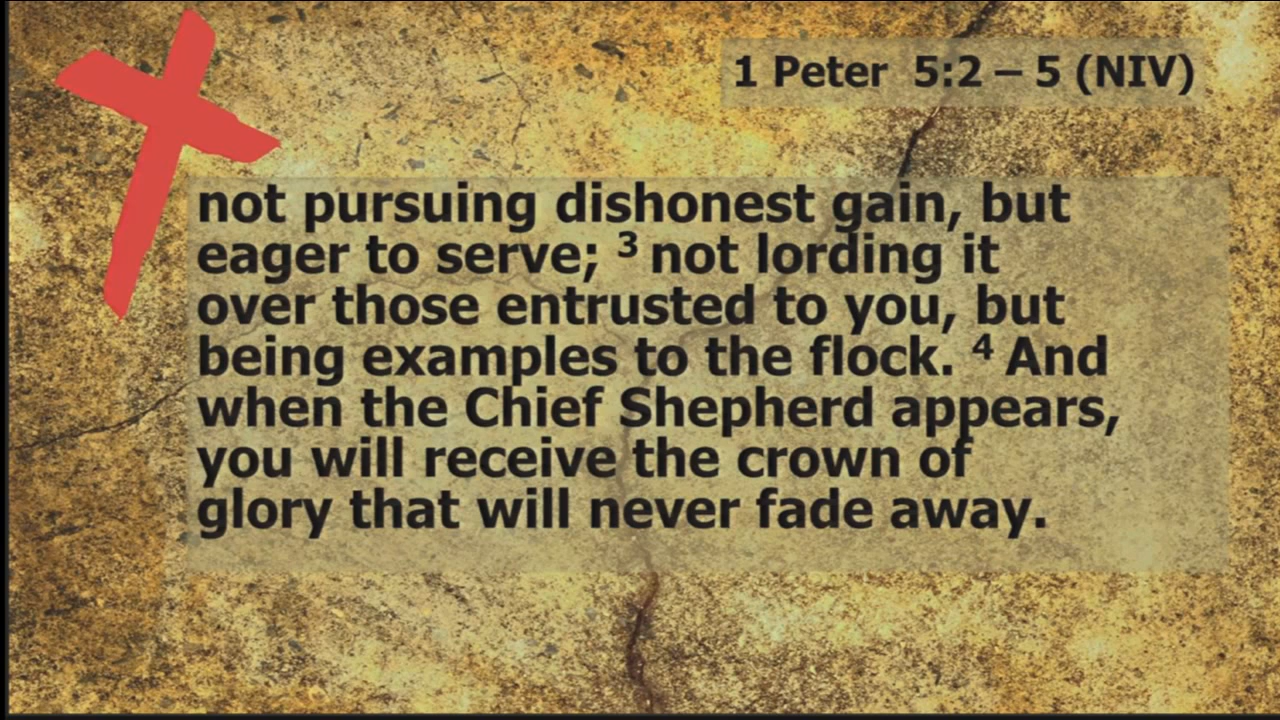 1 Peter 5:2 – 5 (NIV)
not pursuing dishonest gain, but
eager to serve; ³ not lording it
over those entrusted to you, but
being examples to the flock. ⁴ And
when the Chief Shepherd appears,
you will receive the crown of
glory that will never fade away.